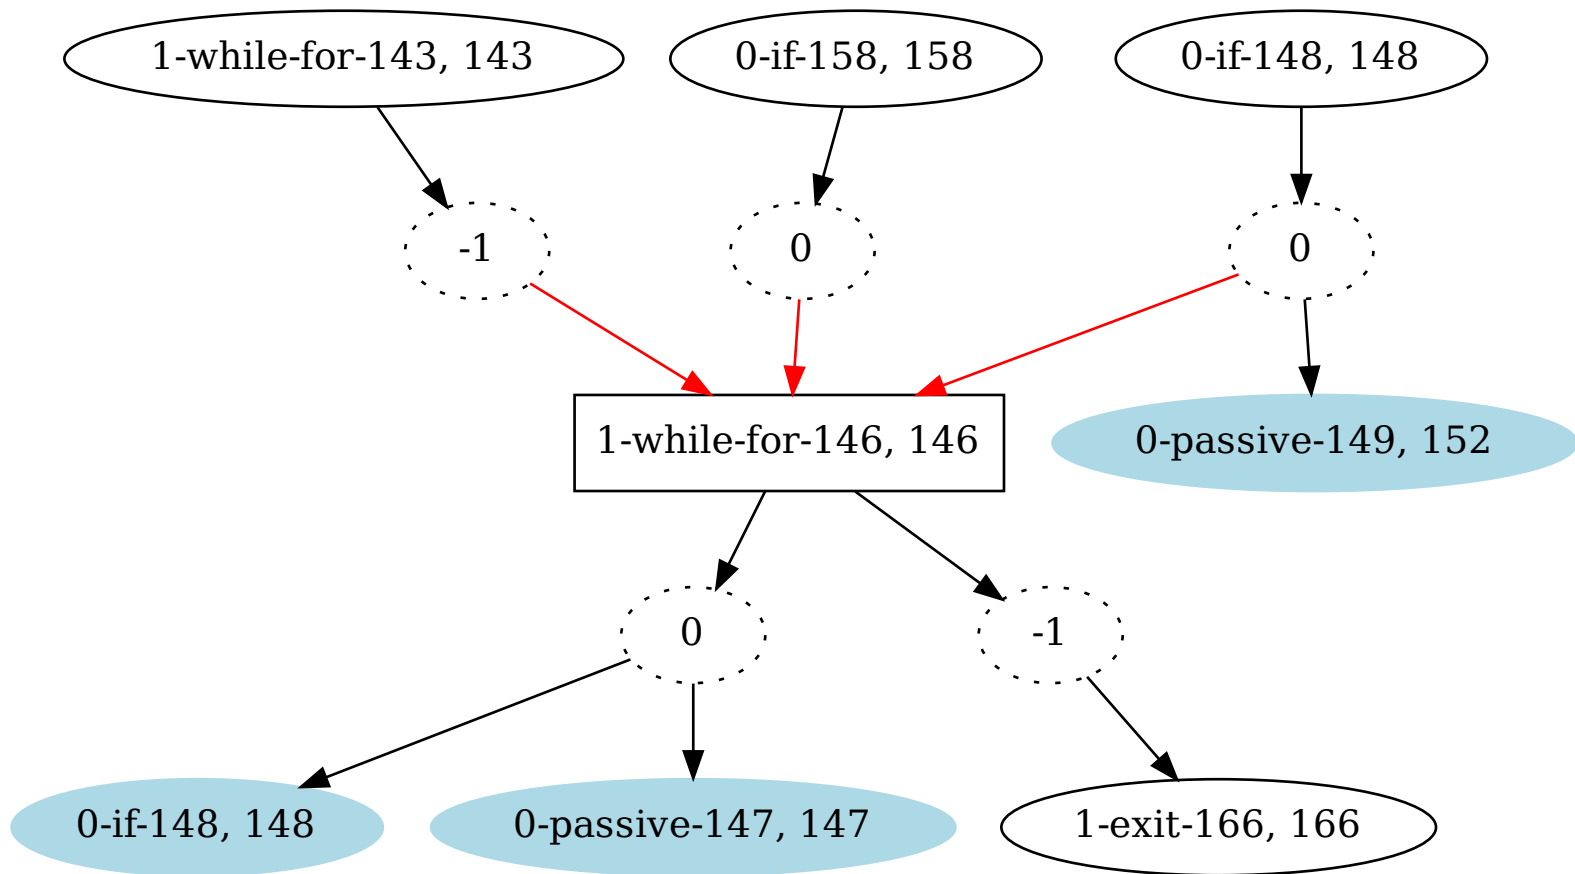 1-while-for-143, 143
0-if-158, 158
0-if-148, 148
-1
0
0
1-while-for-146, 146
0-passive-149, 152
0
-1
0-if-148, 148
0-passive-147, 147
1-exit-166, 166